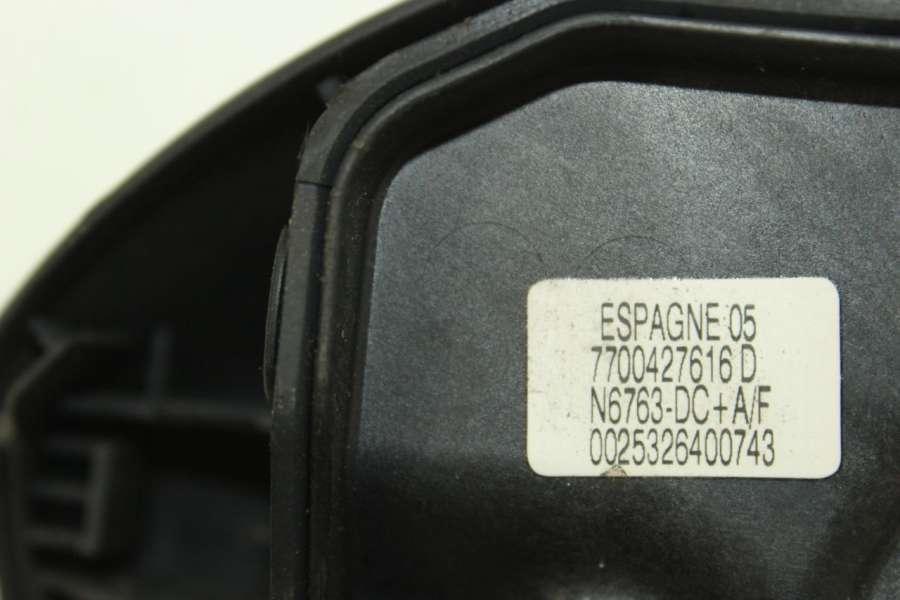 ESPAGNE 05
7700427616 D
N6763-DC+A/F
0025326400743